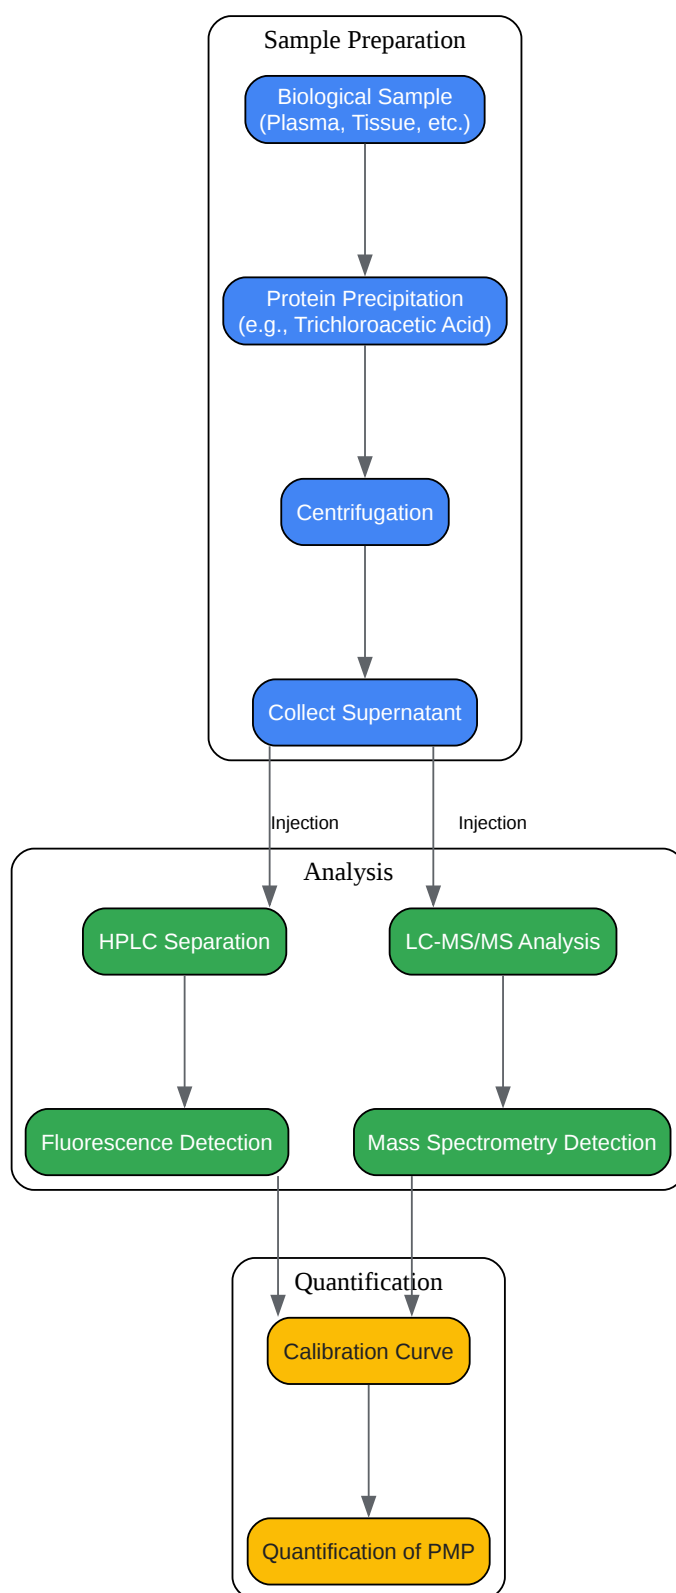 Sample Preparation
Biological Sample
(Plasma, Tissue, etc.)
Protein Precipitation
(e.g., Trichloroacetic Acid)
Centrifugation
Collect Supernatant
Injection
Injection
Analysis
HPLC Separation
LC-MS/MS Analysis
Fluorescence Detection
Mass Spectrometry Detection
Quantification
Calibration Curve
Quantification of PMP